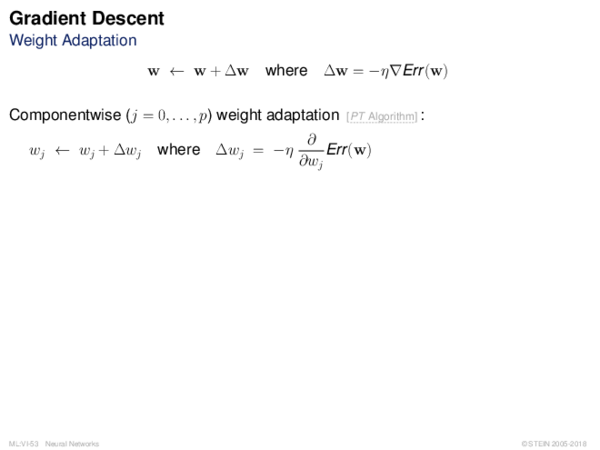 Gradient Descent
Weight Adaptation
w ← w + Δw where Δw = −η∇Err(w)
Componentwise (j = 0, . . . , p) weight adaptation [PT Algorithm] :
w_j ← w_j + Δw_j where Δw_j = −η ∂/∂w_j Err(w)
ML:VI-53 Neural Networks © STEIN 2005-2018